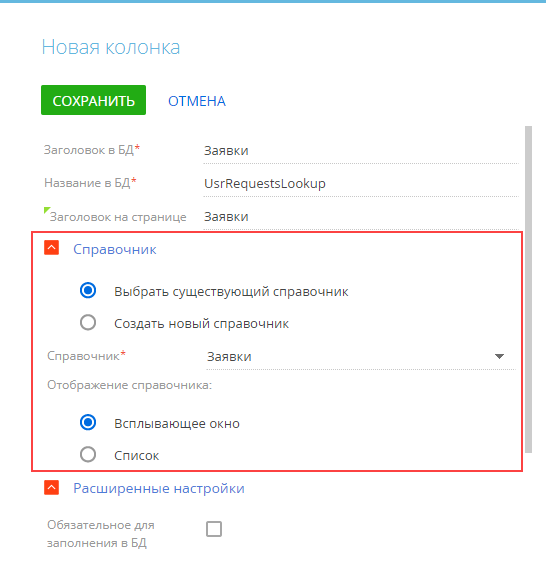 Новая колонка
СОХРАНИТЬ ОТМЕНА
Заголовок в БД* Заявки
Название в БД* UsrRequestsLookup
Заголовок на странице Заявки
Справочник
Выбрать существующий справочник
Создать новый справочник
Справочник* Заявки
Отображение справочника:
Всплывающее окно
Список
Расширенные настройки
Обязательное для
заполнения в БД